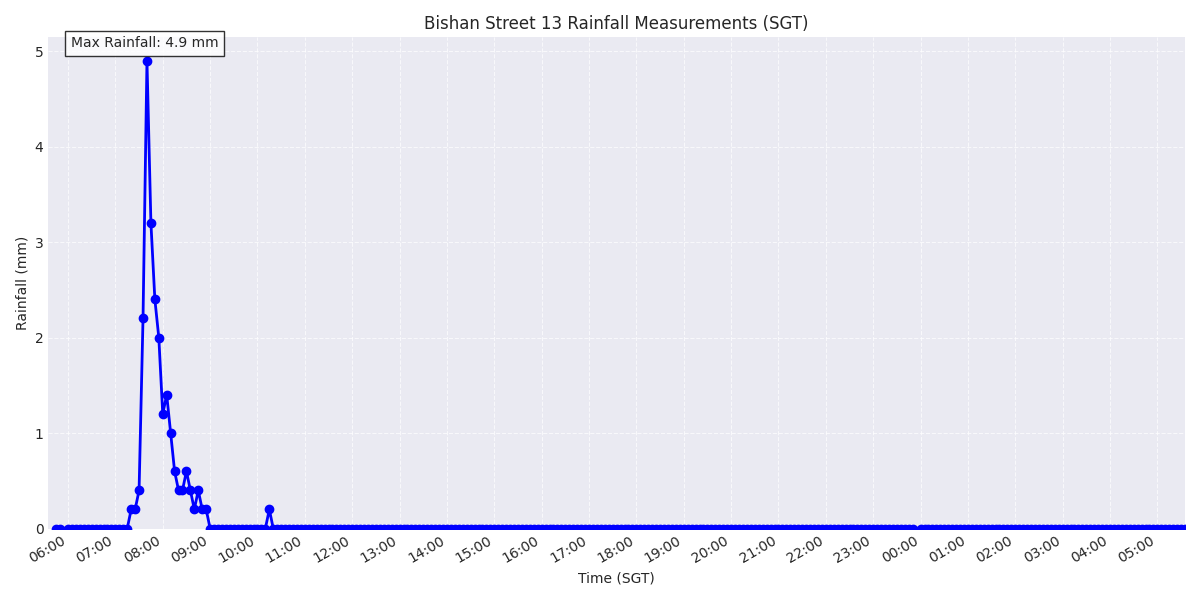 Bishan Street 13 Rainfall Measurements (SGT)
Max Rainfall: 4.9 mm
Rainfall (mm)
5
4
3
2
1
0
06:00 07:00 08:00 09:00 10:00 11:00 12:00 13:00 14:00 15:00 16:00 17:00 18:00 19:00 20:00 21:00 22:00 23:00 00:00 01:00 02:00 03:00 04:00 05:00
Time (SGT)